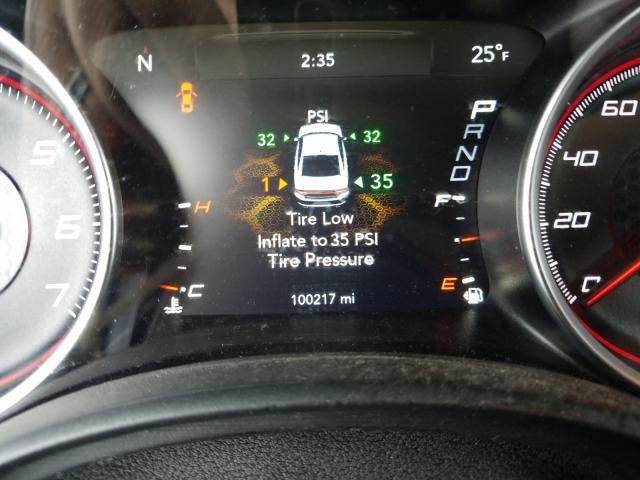 N 2:35 25°F
PSI
32 32
1 35
Tire Low
Inflate to 35 PSI
Tire Pressure
100217 mi
P
R
N
D
H
C
F
E
5
6
7
60
40
20
0